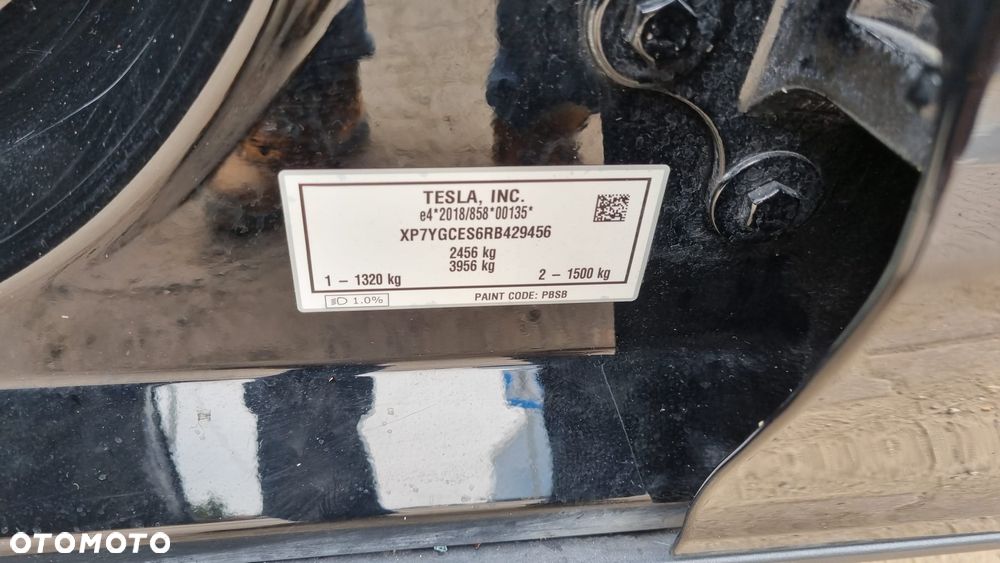 TESLA, INC.
e4*2018/858*00135*
XP7YGCES6RB429456
2456 kg
3956 kg
1 - 1320 kg 2 - 1500 kg
1.0% PAINT CODE: PBSB
OTOMOTO